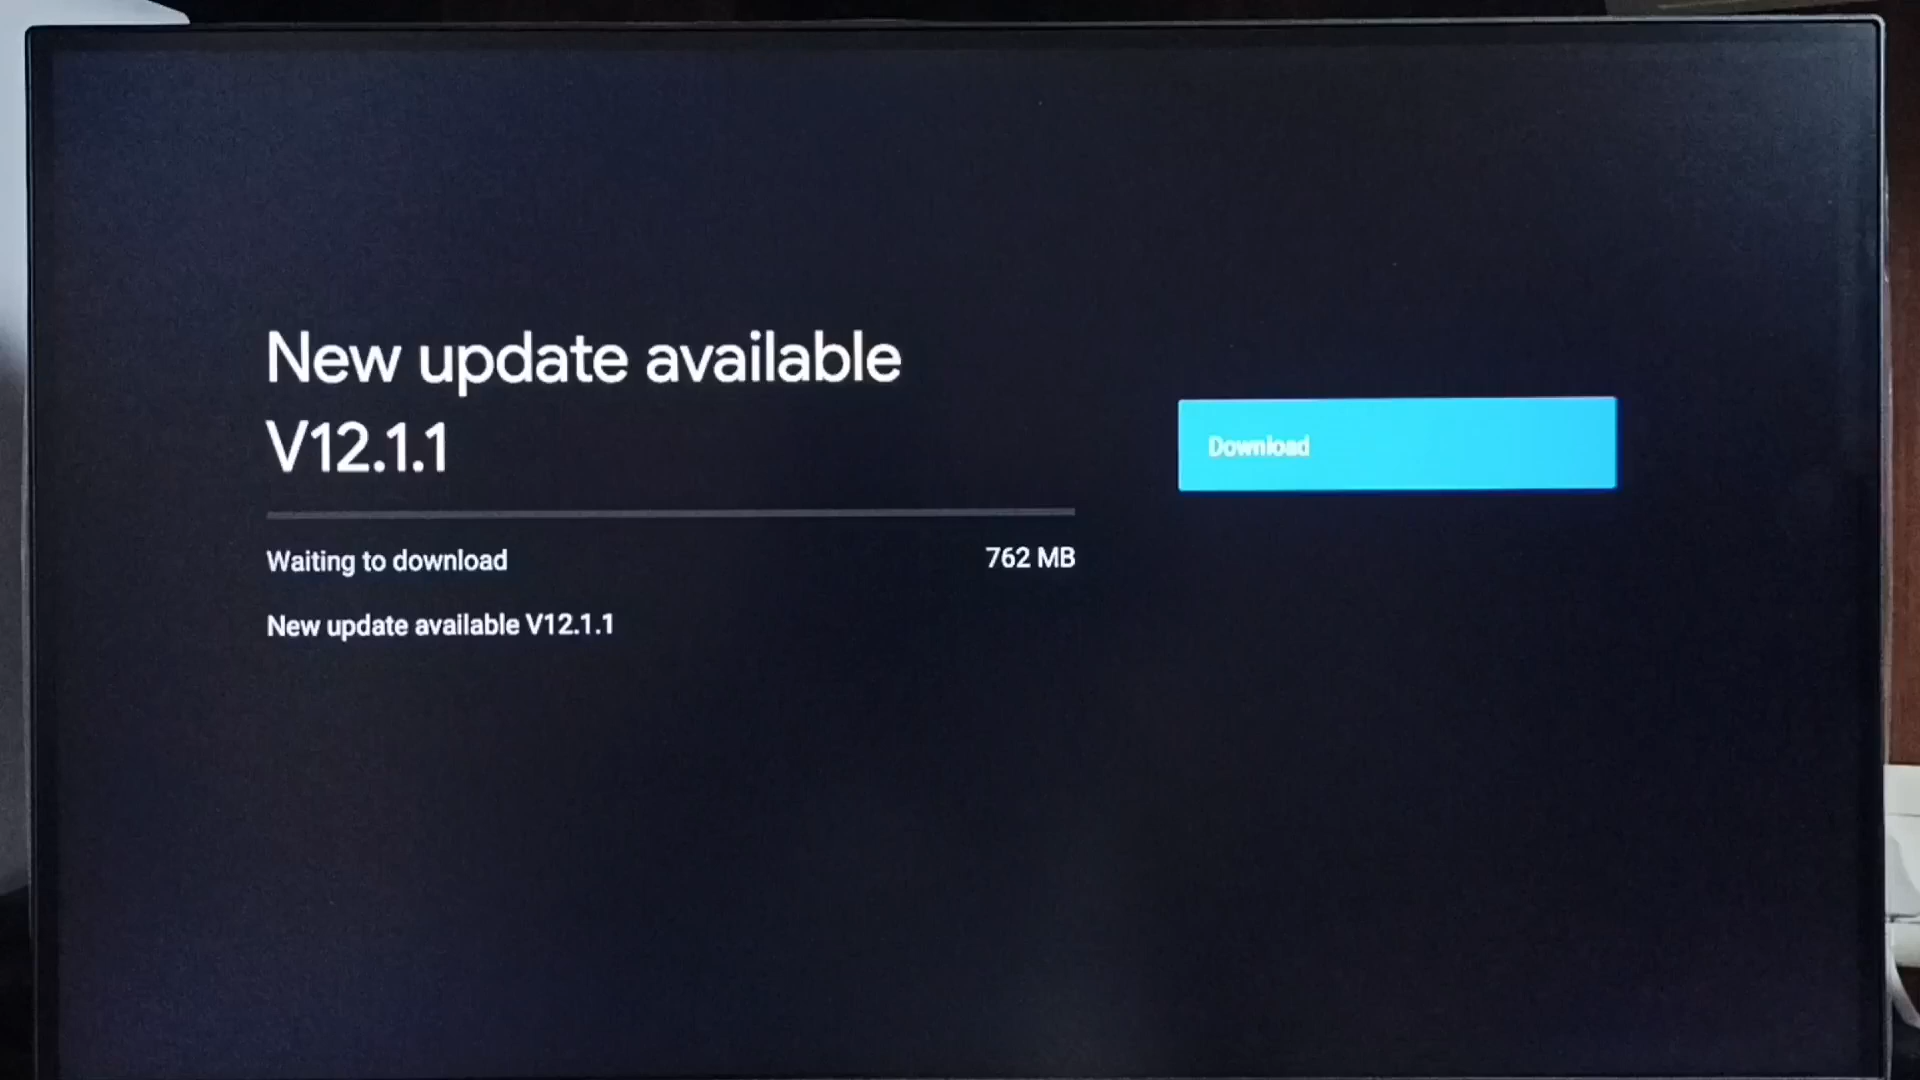 New update available
V12.1.1
Download
Waiting to download
762 MB
New update available V12.1.1